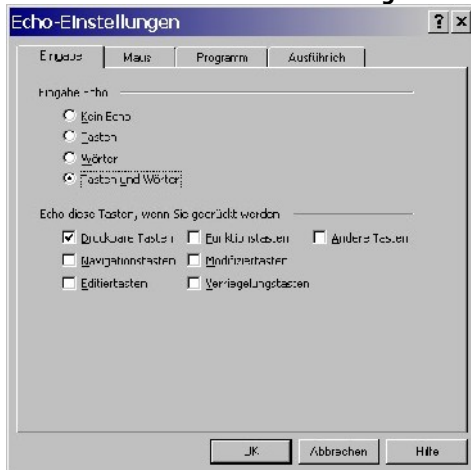 Echo-Einstellungen
Eingabe Maus Programm Ausführlich
Eingabe Echo
Kein Echo
Tasten
Wörter
Tasten und Wörter
Echo diese Tasten, wenn Sie gedrückt werden
Druckbare Tasten Funktionstasten Andere Tasten
Navigationstasten Modifiziertasten
Editiertasten Verriegelungstasten
OK Abbrechen Hilfe